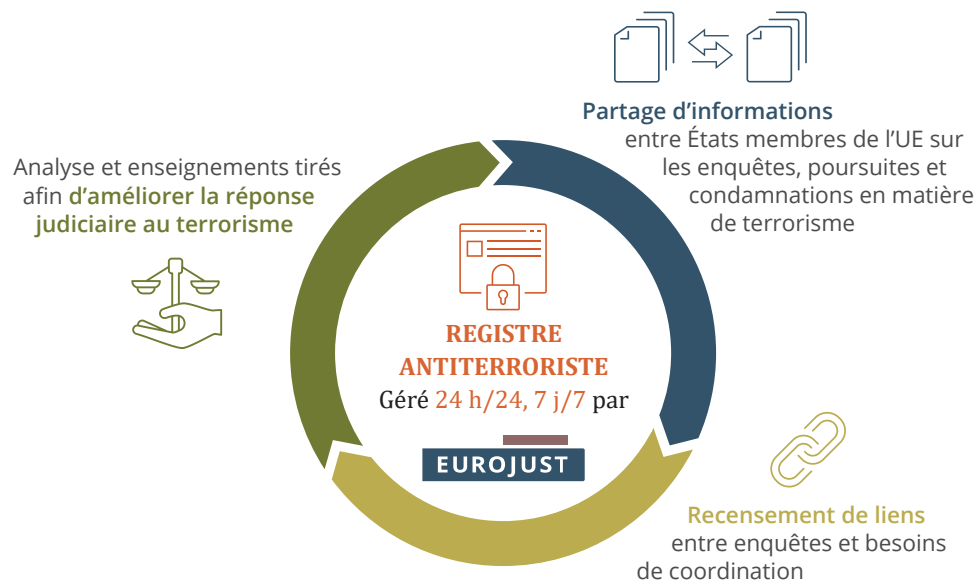 Partage d’informations
entre États membres de l’UE sur
les enquêtes, poursuites et
condamnations en matière
de terrorisme
Analyse et enseignements tirés
afin d’améliorer la réponse
judiciaire au terrorisme
REGISTRE
ANTITERRORISTE
Géré 24 h/24, 7 j/7 par
EUROJUST
Recensement de liens
entre enquêtes et besoins
de coordination